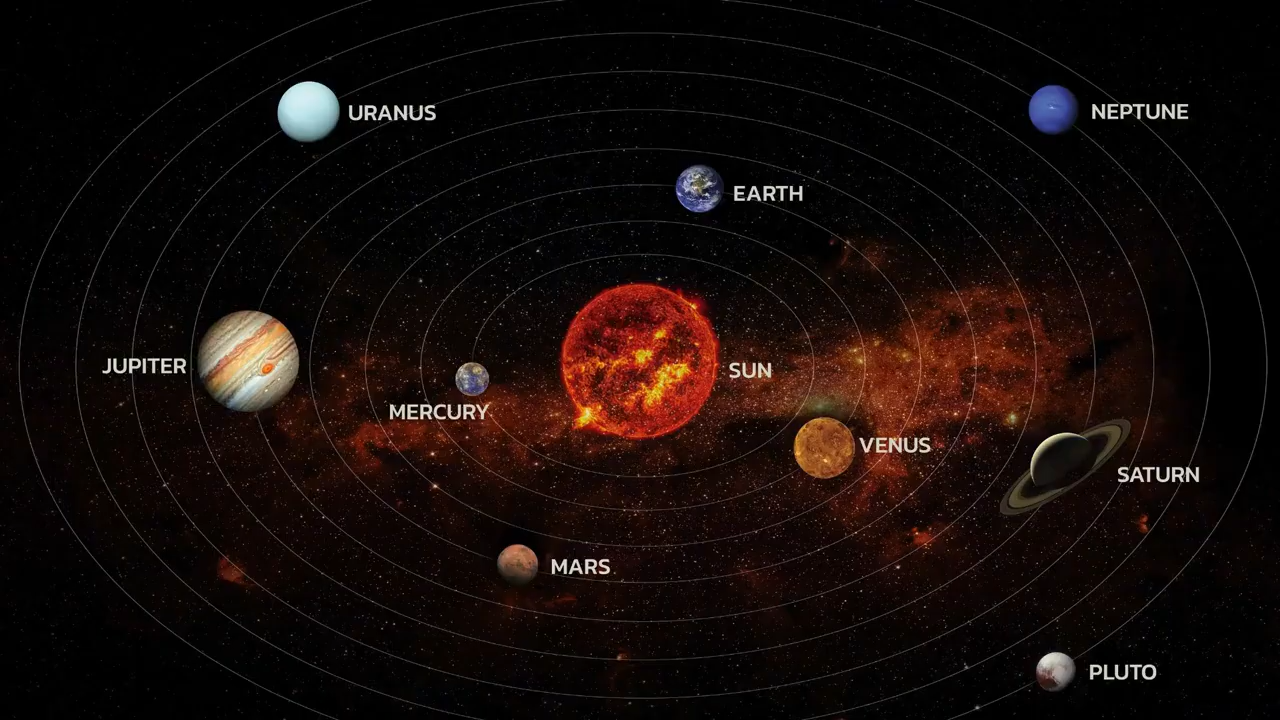 URANUS
NEPTUNE
EARTH
JUPITER
SUN
MERCURY
VENUS
SATURN
MARS
PLUTO